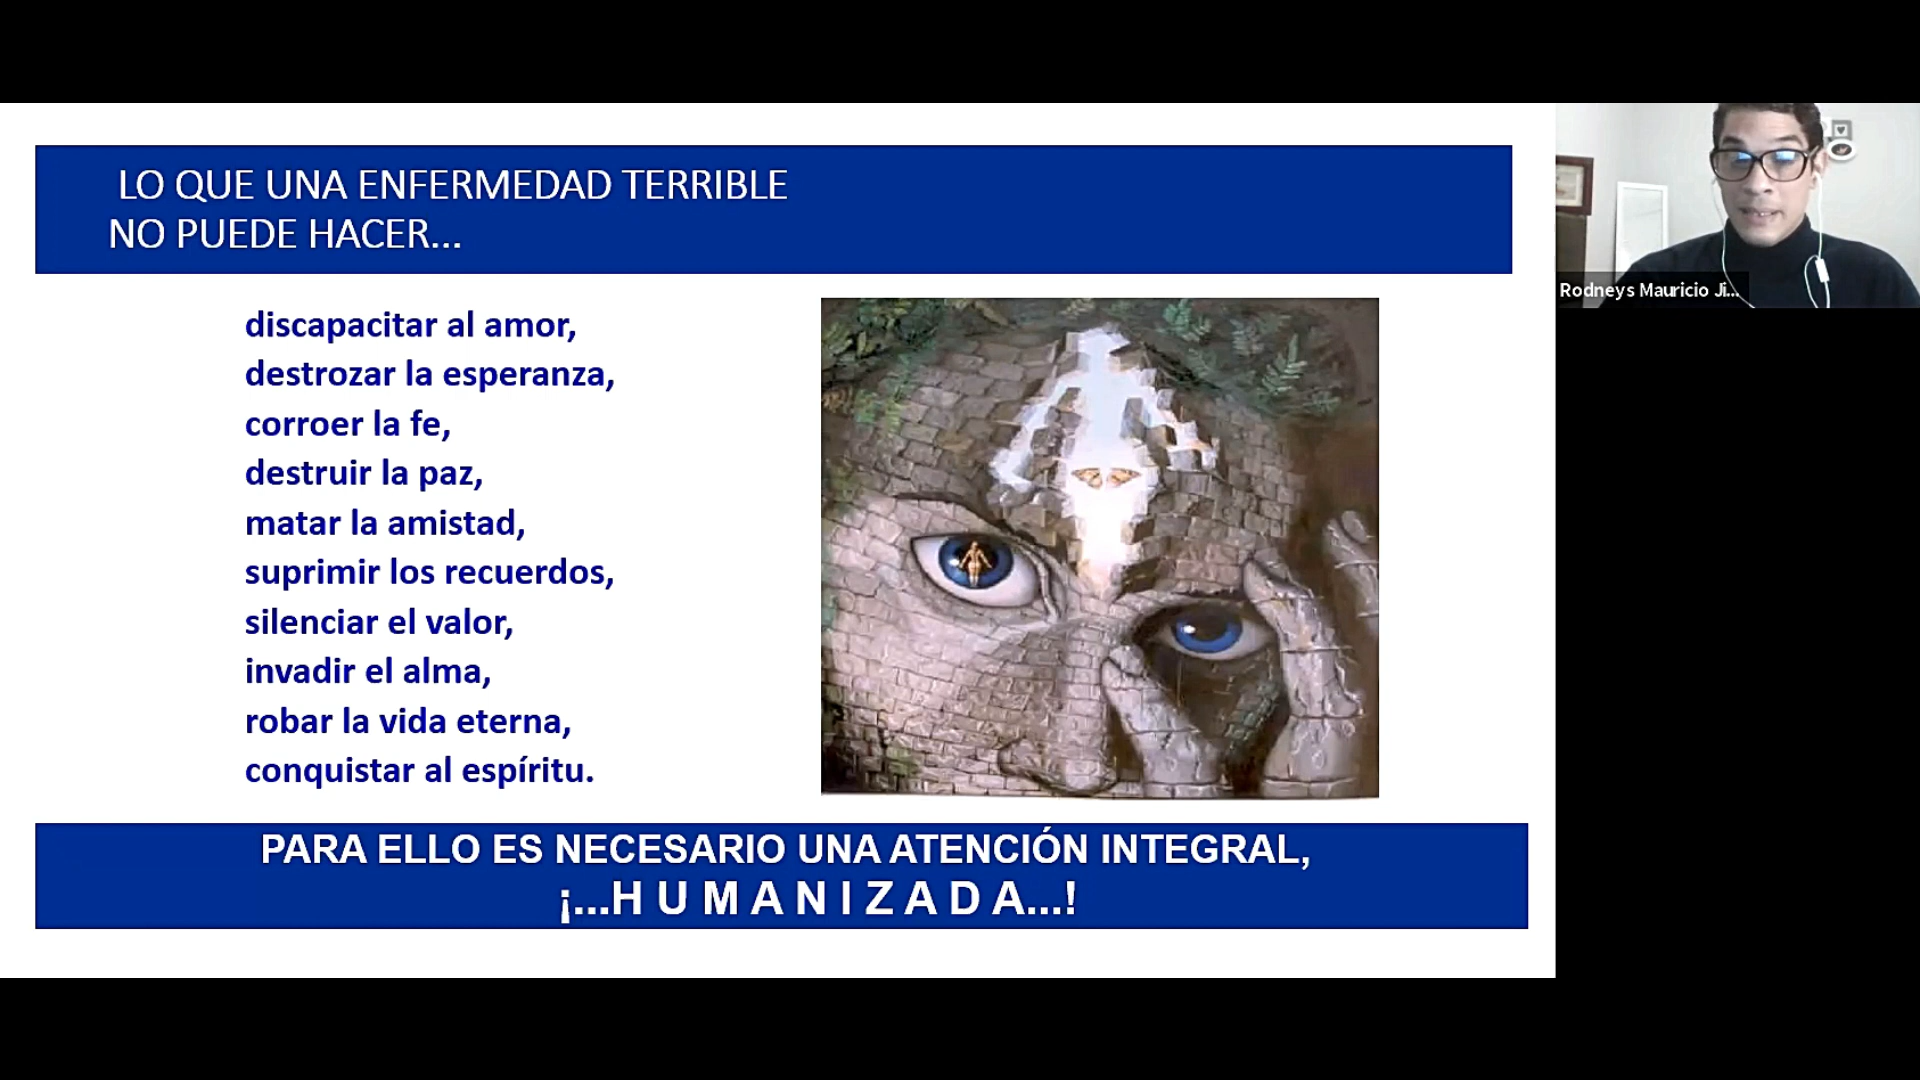 LO QUE UNA ENFERMEDAD TERRIBLE
NO PUEDE HACER...
discapacitar al amor,
destrozar la esperanza,
corroer la fe,
destruir la paz,
matar la amistad,
suprimir los recuerdos,
silenciar el valor,
invadir el alma,
robar la vida eterna,
conquistar al espíritu.
PARA ELLO ES NECESARIO UNA ATENCIÓN INTEGRAL,
¡...H U M A N I Z A D A...!
Rodneys Mauricio Ji...